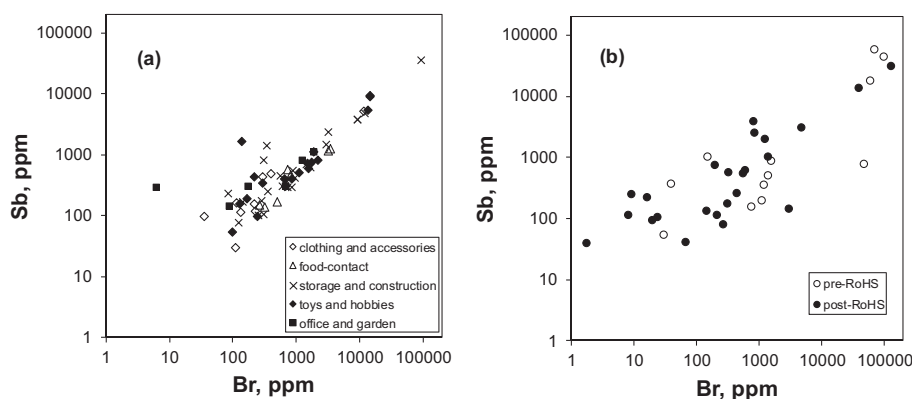 (a)
Sb, ppm
100000
10000
1000
100
10
1
1 10 100 1000 10000 100000
Br, ppm
clothing and accessories
food-contact
storage and construction
toys and hobbies
office and garden
(b)
Sb, ppm
100000
10000
1000
100
10
1
1 10 100 1000 10000 100000
Br, ppm
pre-RoHS
post-RoHS